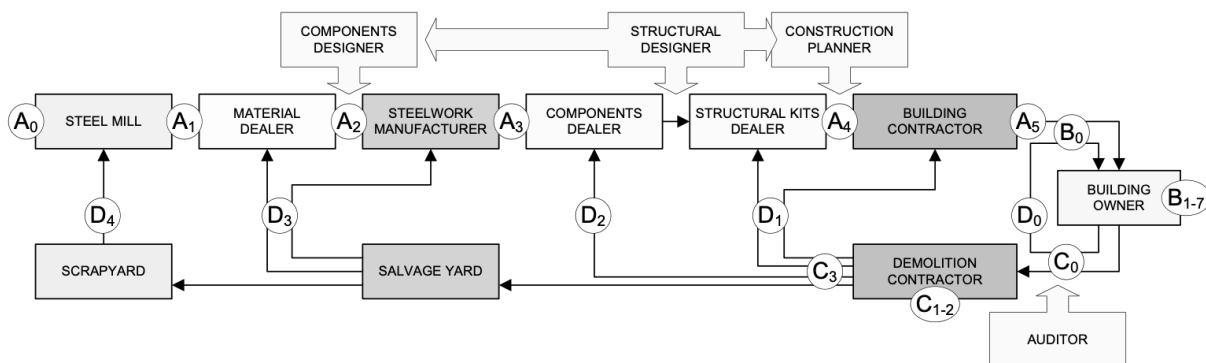 COMPONENTS
DESIGNER
STRUCTURAL
DESIGNER
CONSTRUCTION
PLANNER
A0
STEEL MILL
A1
MATERIAL
DEALER
A2
STEELWORK
MANUFACTURER
A3
COMPONENTS
DEALER
STRUCTURAL KITS
DEALER
A4
BUILDING
CONTRACTOR
A5
B0
BUILDING
OWNER
B1-7
D4
D3
D2
D1
D0
SCRAPYARD
SALVAGE YARD
C3
DEMOLITION
CONTRACTOR
C0
C1-2
AUDITOR